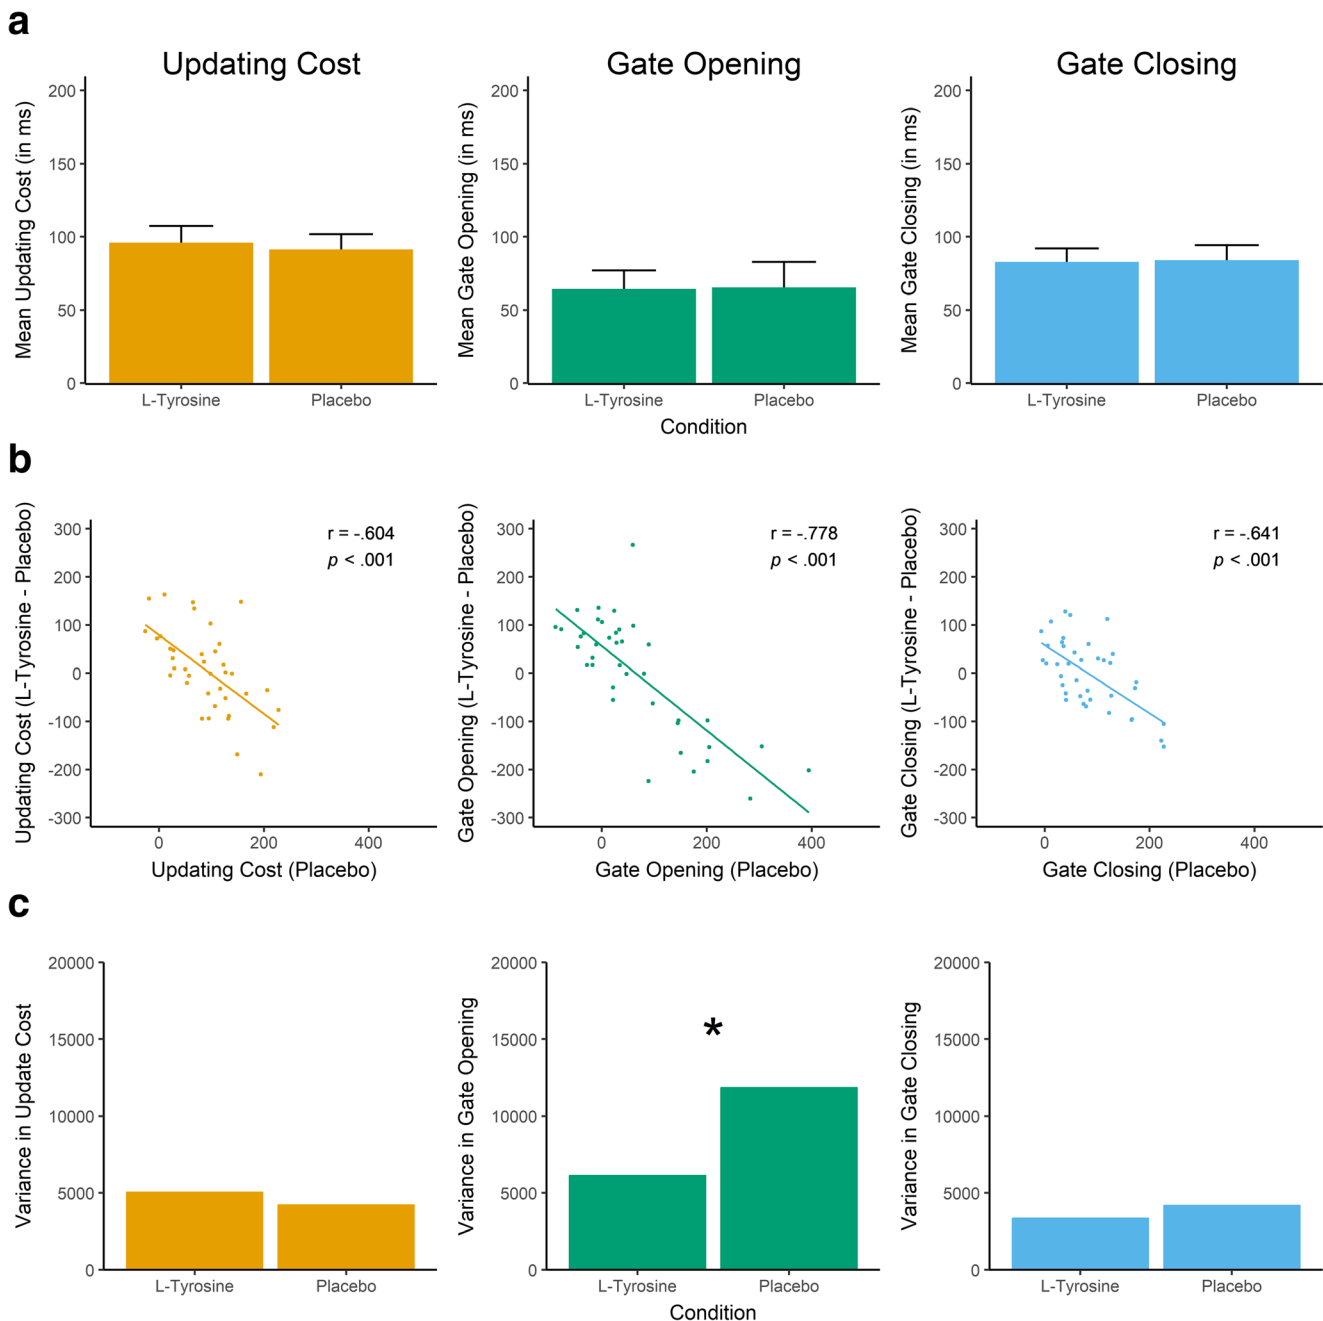 a
Updating Cost
Gate Opening
Gate Closing
Mean Updating Cost (in ms)
200
150
100
50
0
L-Tyrosine
Placebo
Mean Gate Opening (in ms)
200
150
100
50
0
L-Tyrosine
Placebo
Condition
Mean Gate Closing (in ms)
200
150
100
50
0
L-Tyrosine
Placebo
b
Updating Cost (L-Tyrosine - Placebo)
300
200
100
0
-100
-200
-300
r = -.604
p < .001
0
200
400
Updating Cost (Placebo)
Gate Opening (L-Tyrosine - Placebo)
300
200
100
0
-100
-200
-300
r = -.778
p < .001
0
200
400
Gate Opening (Placebo)
Gate Closing (L-Tyrosine - Placebo)
300
200
100
0
-100
-200
-300
r = -.641
p < .001
0
200
400
Gate Closing (Placebo)
c
Variance in Update Cost
20000
15000
10000
5000
0
L-Tyrosine
Placebo
Variance in Gate Opening
20000
15000
10000
5000
0
*
L-Tyrosine
Placebo
Condition
Variance in Gate Closing
20000
15000
10000
5000
0
L-Tyrosine
Placebo